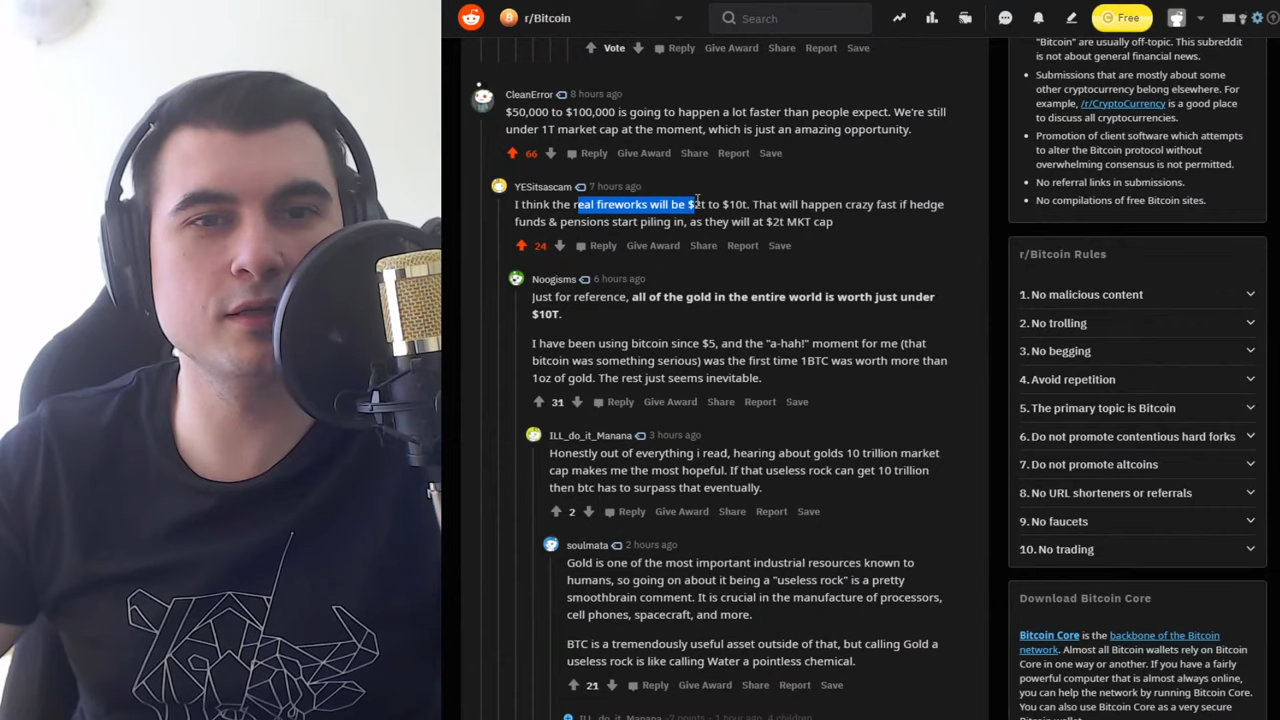 r/Bitcoin
Search
Free
Vote Reply Give Award Share Report Save
CleanError 8 hours ago
$50,000 to $100,000 is going to happen a lot faster than people expect. We're still
under 1T market cap at the moment, which is just an amazing opportunity.
66 Reply Give Award Share Report Save
YESitsascam 7 hours ago
I think the real fireworks will be $2t to $10t. That will happen crazy fast if hedge
funds & pensions start piling in, as they will at $2t MKT cap
24 Reply Give Award Share Report Save
Noogisms 6 hours ago
Just for reference, all of the gold in the entire world is worth just under
$10T.
I have been using bitcoin since $5, and the "a-hah!" moment for me (that
bitcoin was something serious) was the first time 1BTC was worth more than
1oz of gold. The rest just seems inevitable.
31 Reply Give Award Share Report Save
ILL_do_it_Manana 3 hours ago
Honestly out of everything i read, hearing about golds 10 trillion market
cap makes me the most hopeful. If that useless rock can get 10 trillion
then btc has to surpass that eventually.
2 Reply Give Award Share Report Save
soulmata 2 hours ago
Gold is one of the most important industrial resources known to
humans, so going on about it being a "useless rock" is a pretty
smoothbrain comment. It is crucial in the manufacture of processors,
cell phones, spacecraft, and more.
BTC is a tremendously useful asset outside of that, but calling Gold a
useless rock is like calling Water a pointless chemical.
21 Reply Give Award Share Report Save
ILL_do_it_Manana -7 points · 1 hour ago 4 children
"Bitcoin" are usually off-topic. This subreddit
is not about general financial news.
Submissions that are mostly about some
other cryptocurrency belong elsewhere. For
example, /r/CryptoCurrency is a good place
to discuss all cryptocurrencies.
Promotion of client software which attempts
to alter the Bitcoin protocol without
overwhelming consensus is not permitted.
No referral links in submissions.
No compilations of free Bitcoin sites.
r/Bitcoin Rules
1. No malicious content
2. No trolling
3. No begging
4. Avoid repetition
5. The primary topic is Bitcoin
6. Do not promote contentious hard forks
7. Do not promote altcoins
8. No URL shorteners or referrals
9. No faucets
10. No trading
Download Bitcoin Core
Bitcoin Core is the backbone of the Bitcoin
network. Almost all Bitcoin wallets rely on Bitcoin
Core in one way or another. If you have a fairly
powerful computer that is almost always online,
you can help the network by running Bitcoin Core.
You can also use Bitcoin Core as a very secure
Bitcoin wallet.